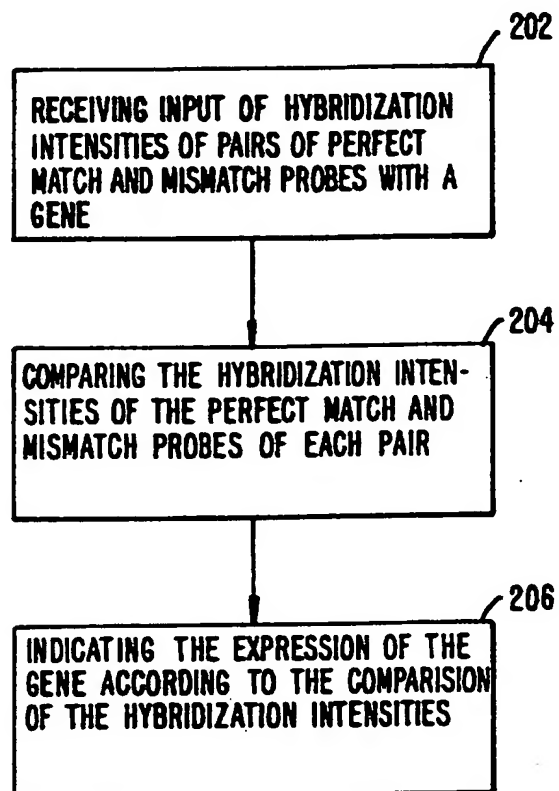 202
RECEIVING INPUT OF HYBRIDIZATION
INTENSITIES OF PAIRS OF PERFECT
MATCH AND MISMATCH PROBES WITH A
GENE
204
COMPARING THE HYBRIDIZATION INTEN-
SITIES OF THE PERFECT MATCH AND
MISMATCH PROBES OF EACH PAIR
206
INDICATING THE EXPRESSION OF THE
GENE ACCORDING TO THE COMPARISION
OF THE HYBRIDIZATION INTENSITIES